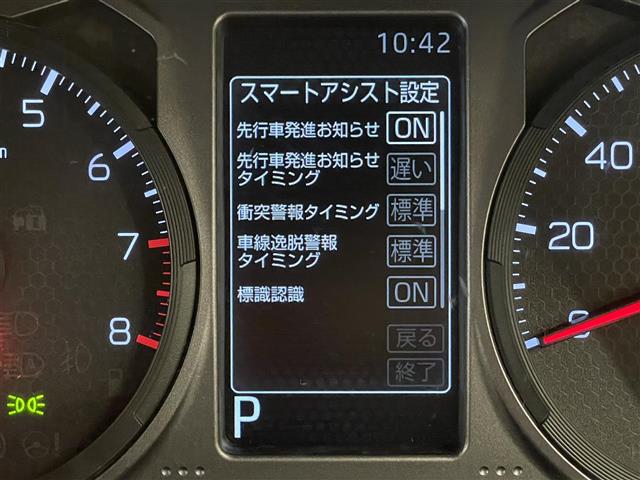 10:42
スマートアシスト設定
先行車発進お知らせ ON
先行車発進お知らせ
タイミング 遅い
衝突警報タイミング 標準
車線逸脱警報
タイミング 標準
標識認識 ON
戻る
終了
P
5
6
7
8
40
20
0